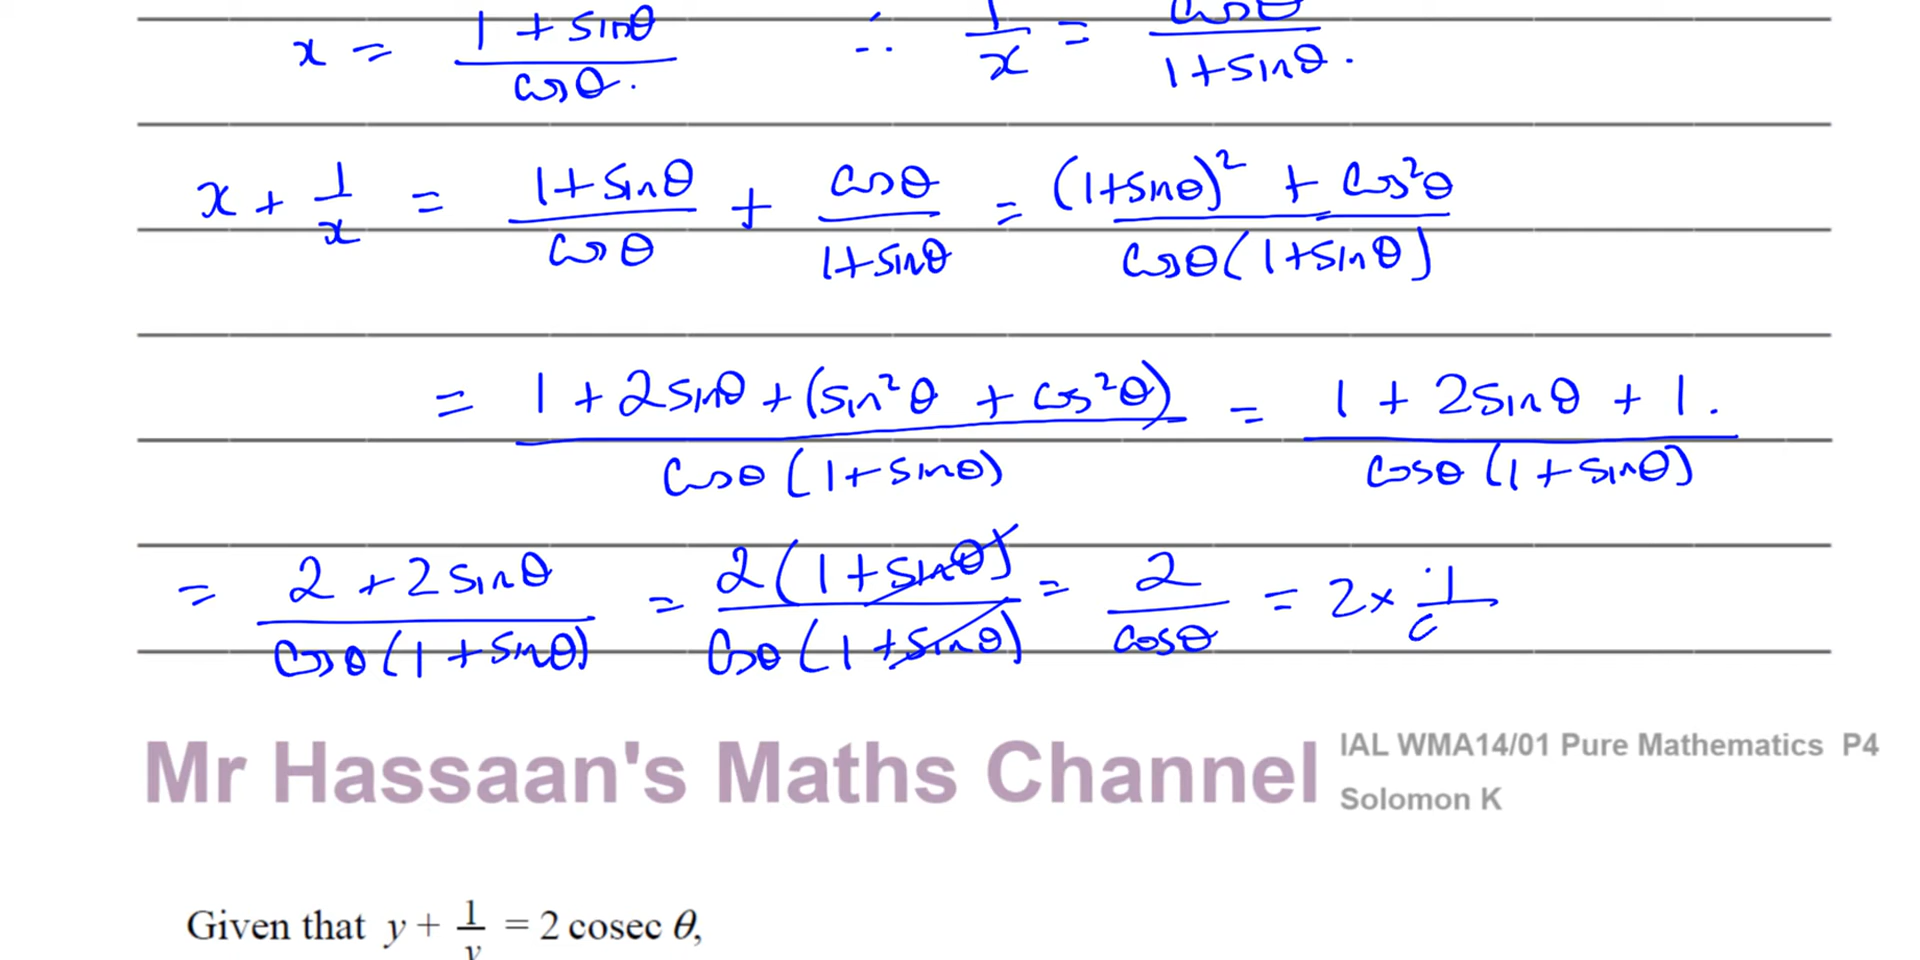 x = (1 + sinθ)/(cosθ) . ∴ 1/x = cosθ/(1+sinθ) .
x + 1/x = (1+sinθ)/(cosθ) + (cosθ)/(1+sinθ) = ((1+sinθ)² + cos²θ)/(cosθ(1+sinθ))
= (1 + 2sinθ + (sin²θ + cos²θ))/(cosθ(1+sinθ)) = (1 + 2sinθ + 1.)/(cosθ(1+sinθ))
= (2 + 2sinθ)/(cosθ(1+sinθ)) = (2(1+sinθ))/(cosθ(1+sinθ)) = 2/cosθ = 2 × 1/c
Mr Hassaan's Maths Channel
IAL WMA14/01 Pure Mathematics P4
Solomon K
Given that y + 1/y = 2 cosec θ,